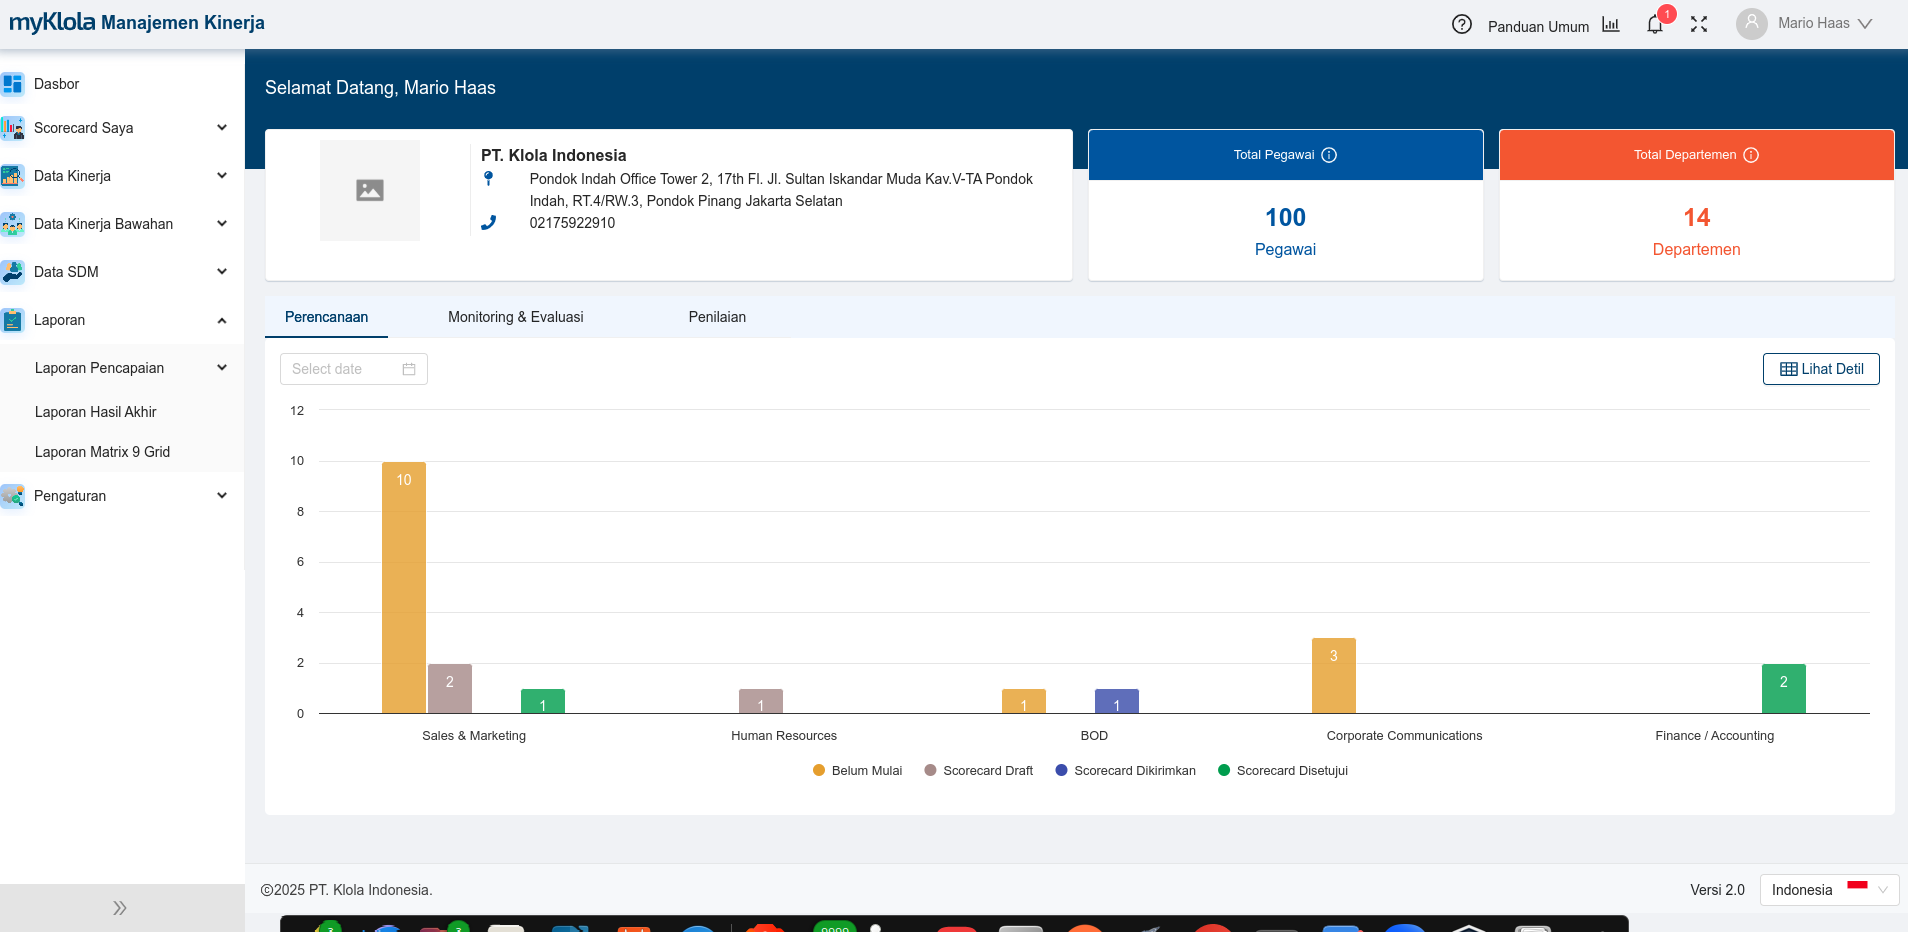 myKlola Manajemen Kinerja
Panduan Umum
1
Mario Haas
Dasbor
Scorecard Saya
Data Kinerja
Data Kinerja Bawahan
Data SDM
Laporan
Laporan Pencapaian
Laporan Hasil Akhir
Laporan Matrix 9 Grid
Pengaturan
Selamat Datang, Mario Haas
PT. Klola Indonesia
Pondok Indah Office Tower 2, 17th Fl. Jl. Sultan Iskandar Muda Kav.V-TA Pondok
Indah, RT.4/RW.3, Pondok Pinang Jakarta Selatan
02175922910
Total Pegawai
100
Pegawai
Total Departemen
14
Departemen
Perencanaan
Monitoring & Evaluasi
Penilaian
Select date
Lihat Detil
12
10
8
6
4
2
0
10
2
1
1
1
1
3
2
Sales & Marketing
Human Resources
BOD
Corporate Communications
Finance / Accounting
Belum Mulai
Scorecard Draft
Scorecard Dikirimkan
Scorecard Disetujui
©2025 PT. Klola Indonesia.
Versi 2.0
Indonesia